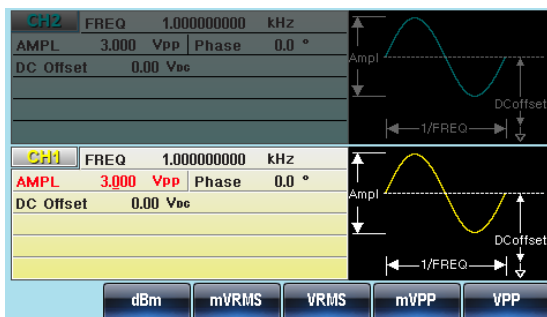 CH2 FREQ 1.000000000 kHz
AMPL 3.000 Vpp Phase 0.0 °
DC Offset 0.00 VDC
Ampl
DCoffset
1/FREQ
CH1 FREQ 1.000000000 kHz
AMPL 3.000 Vpp Phase 0.0 °
DC Offset 0.00 VDC
Ampl
DCoffset
1/FREQ
dBm mVRMS VRMS mVPP VPP